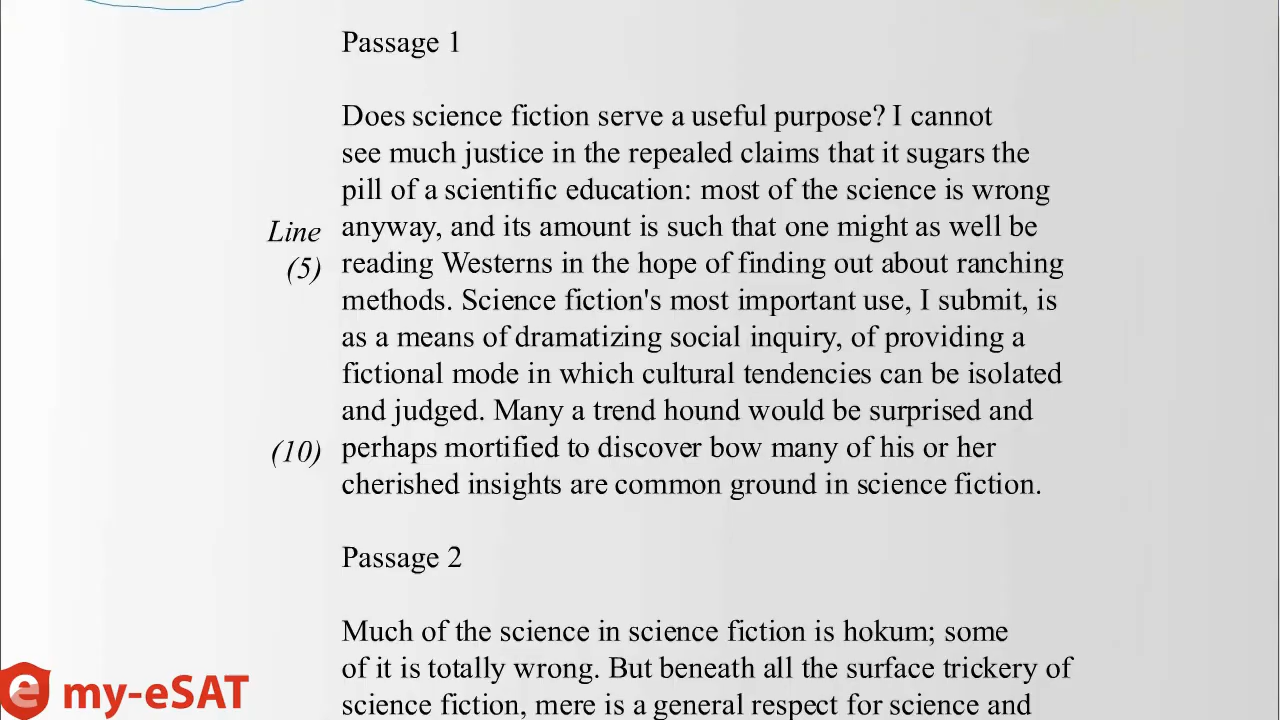 Passage 1
Does science fiction serve a useful purpose? I cannot
see much justice in the repealed claims that it sugars the
pill of a scientific education: most of the science is wrong
Line anyway, and its amount is such that one might as well be
(5) reading Westerns in the hope of finding out about ranching
methods. Science fiction's most important use, I submit, is
as a means of dramatizing social inquiry, of providing a
fictional mode in which cultural tendencies can be isolated
and judged. Many a trend hound would be surprised and
(10) perhaps mortified to discover bow many of his or her
cherished insights are common ground in science fiction.
Passage 2
Much of the science in science fiction is hokum; some
of it is totally wrong. But beneath all the surface trickery of
science fiction, mere is a general respect for science and
my-eSAT